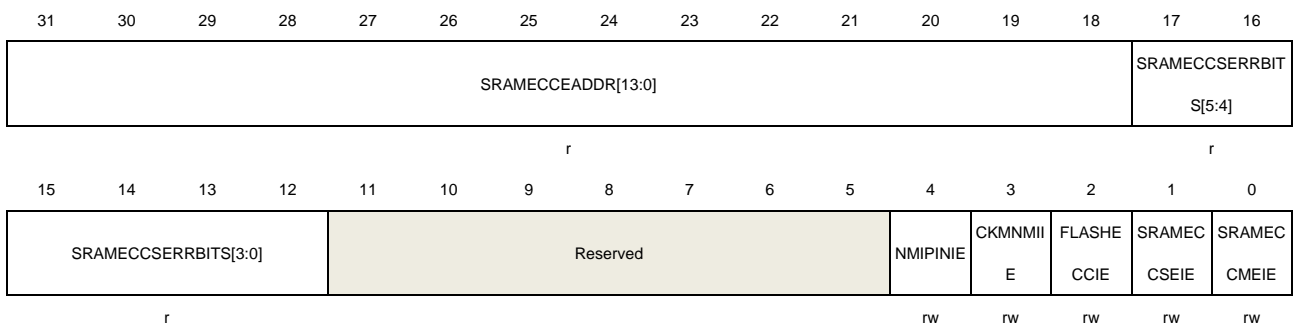 31 30 29 28 27 26 25 24 23 22 21 20 19 18 17 16
SRAMECCEADDR[13:0]
SRAMECCSERRBIT
S[5:4]
r r
15 14 13 12 11 10 9 8 7 6 5 4 3 2 1 0
SRAMECCSERRBITS[3:0]
Reserved
NMIPINIE
CKMNMII
E
FLASHE
CCIE
SRAMEC
CSEIE
SRAMEC
CMEIE
r rw rw rw rw rw